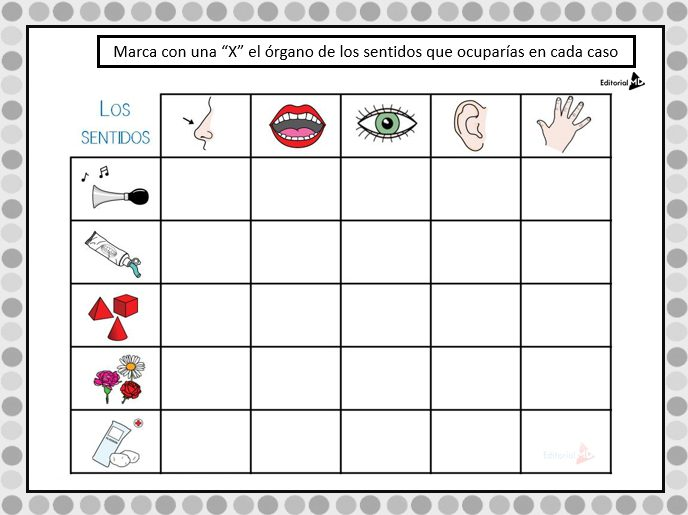 Marca con una “X” el órgano de los sentidos que ocuparías en cada caso
Editorial MD
Los
SENTIDOS
Editorial MD